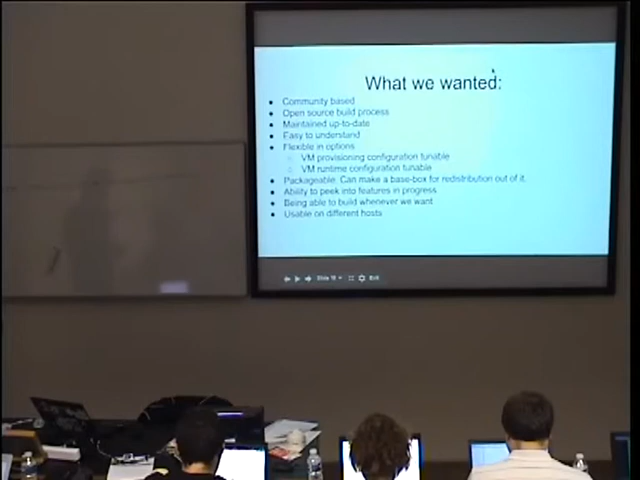 What we wanted:
Community based
Open source build process
Maintained up-to-date
Easy to understand
Flexible in options
VM provisioning configuration tunable
VM runtime configuration tunable
Packageable. Can make a base-box for redistribution out of it.
Ability to peek into features in progress
Being able to build whenever we want
Usable on different hosts
Slide